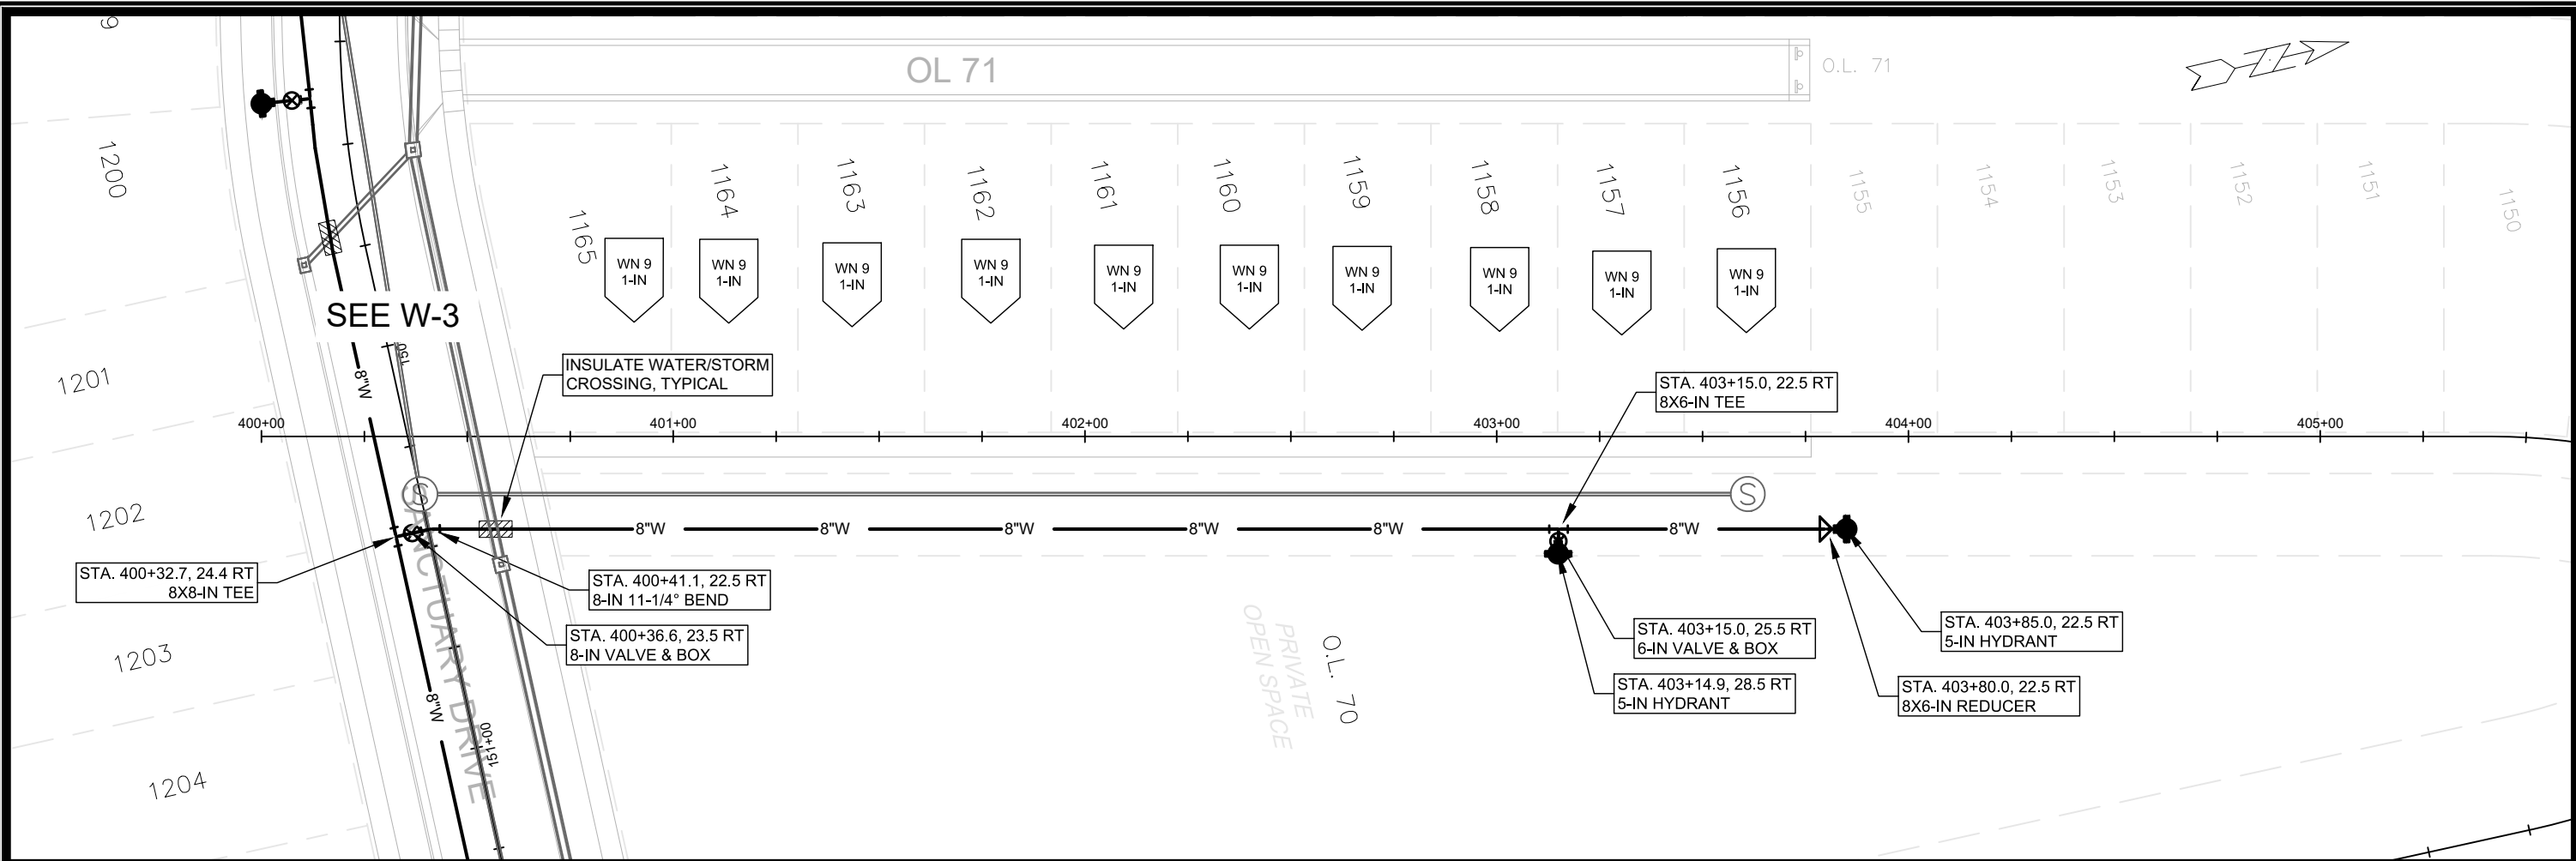 9
OL 71
O.L. 71
1200
1165
1164
1163
1162
1161
1160
1159
1158
1157
1156
1155
1154
1153
1152
1151
1150
WN 9
1-IN
WN 9
1-IN
WN 9
1-IN
WN 9
1-IN
WN 9
1-IN
WN 9
1-IN
WN 9
1-IN
WN 9
1-IN
WN 9
1-IN
WN 9
1-IN
SEE W-3
150
8"W
1201
INSULATE WATER/STORM
CROSSING, TYPICAL
STA. 403+15.0, 22.5 RT
8X6-IN TEE
400+00
401+00
402+00
403+00
404+00
405+00
S
S
1202
8"W
8"W
8"W
8"W
8"W
8"W
STA. 400+32.7, 24.4 RT
8X8-IN TEE
STA. 400+41.1, 22.5 RT
8-IN 11-1/4° BEND
STA. 400+36.6, 23.5 RT
8-IN VALVE & BOX
STA. 403+15.0, 25.5 RT
6-IN VALVE & BOX
STA. 403+14.9, 28.5 RT
5-IN HYDRANT
STA. 403+85.0, 22.5 RT
5-IN HYDRANT
STA. 403+80.0, 22.5 RT
8X6-IN REDUCER
1203
8"W
SANCTUARY DRIVE
151+00
PRIVATE
OPEN SPACE
O.L. 70
1204